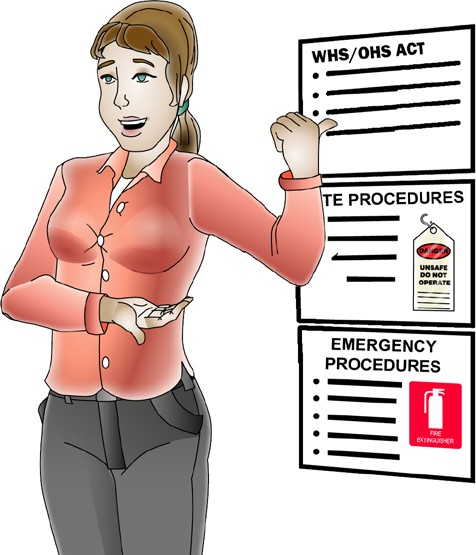 WHS/OHS ACT
TE PROCEDURES
DANGER
UNSAFE
DO NOT
OPERATE
EMERGENCY
PROCEDURES
FIRE
EXTINGUISHER